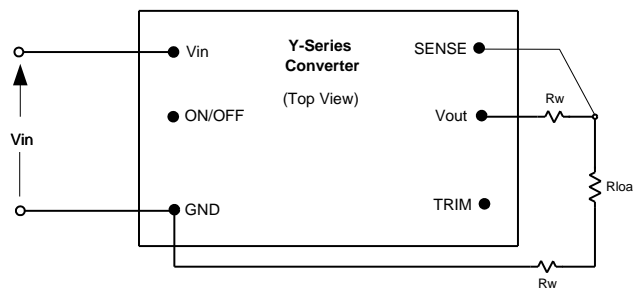 Y-Series
Converter
(Top View)
Vin
SENSE
ON/OFF
Vout
Rw
Vin
Rloa
GND
TRIM
Rw